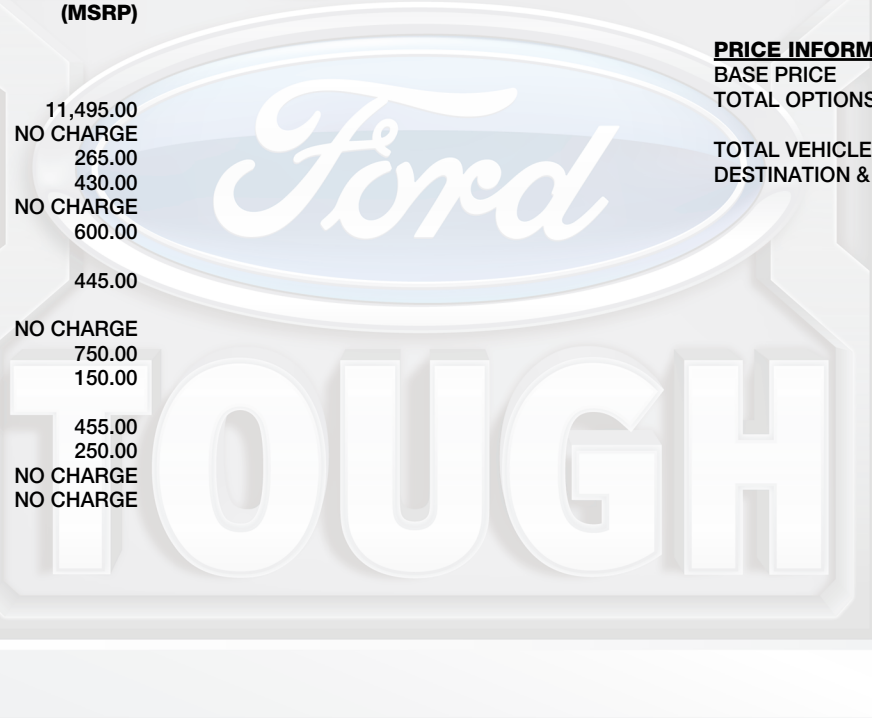 (MSRP)
11,495.00
NO CHARGE
265.00
430.00
NO CHARGE
600.00
445.00
NO CHARGE
750.00
150.00
455.00
250.00
NO CHARGE
NO CHARGE
PRICE INFORM
BASE PRICE
TOTAL OPTIONS
TOTAL VEHICLE
DESTINATION &
Ford
TOUGH